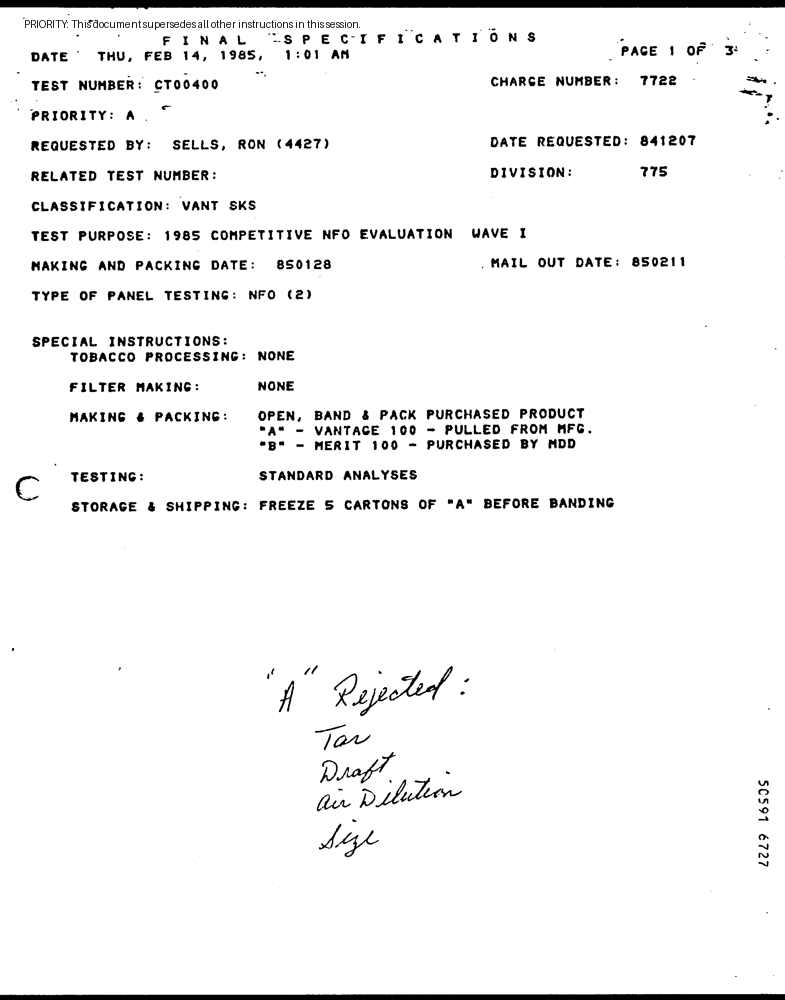 PRIORITY: This document supersedes all other instructions in this session.
F I N A L S P E C I F I C A T I O N S
DATE THU, FEB 14, 1985, 1:01 AM PAGE 1 OF 3
TEST NUMBER: CT00400 CHARGE NUMBER: 7722
PRIORITY: A
REQUESTED BY: SELLS, RON (4427) DATE REQUESTED: 841207
RELATED TEST NUMBER: DIVISION: 775
CLASSIFICATION: VANT SKS
TEST PURPOSE: 1985 COMPETITIVE NFO EVALUATION WAVE I
MAKING AND PACKING DATE: 850128 MAIL OUT DATE: 850211
TYPE OF PANEL TESTING: NFO (2)
SPECIAL INSTRUCTIONS:
TOBACCO PROCESSING: NONE
FILTER MAKING: NONE
MAKING & PACKING: OPEN, BAND & PACK PURCHASED PRODUCT
"A" - VANTAGE 100 - PULLED FROM MFG.
"B" - MERIT 100 - PURCHASED BY MDD
TESTING: STANDARD ANALYSES
STORAGE & SHIPPING: FREEZE 5 CARTONS OF "A" BEFORE BANDING
"A" Rejected:
Tar
Draft
Air Dilution
Size
50591 6727